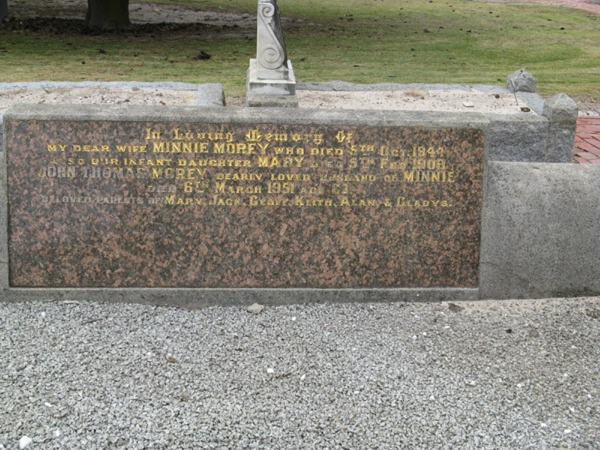 In Loving Memory Of
MY DEAR WIFE MINNIE MOREY, WHO DIED 5TH OCT. 1944
ALSO OUR INFANT DAUGHTER MARY, DIED 5TH FEB. 1908.
JOHN THOMAS MOREY, DEARLY LOVED HUSBAND OF MINNIE
DIED 6TH MARCH 1951 AGED
BELOVED PARENTS OF MARY, JACK, GEOFF, KEITH, ALAN, & GLADYS.